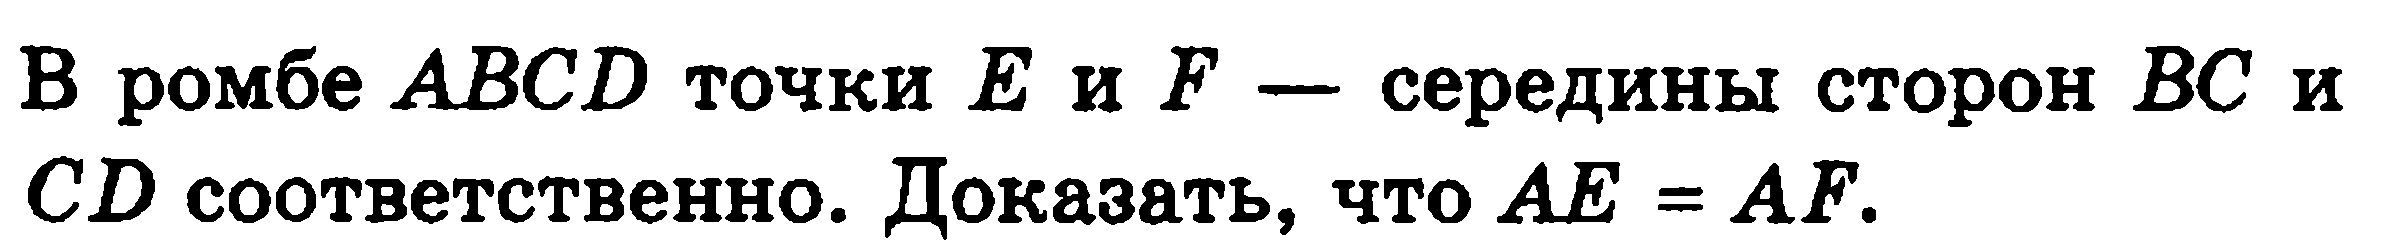 В ромбе ABCD точки E и F — середины сторон BC и
CD соответственно. Доказать, что AE = AF.